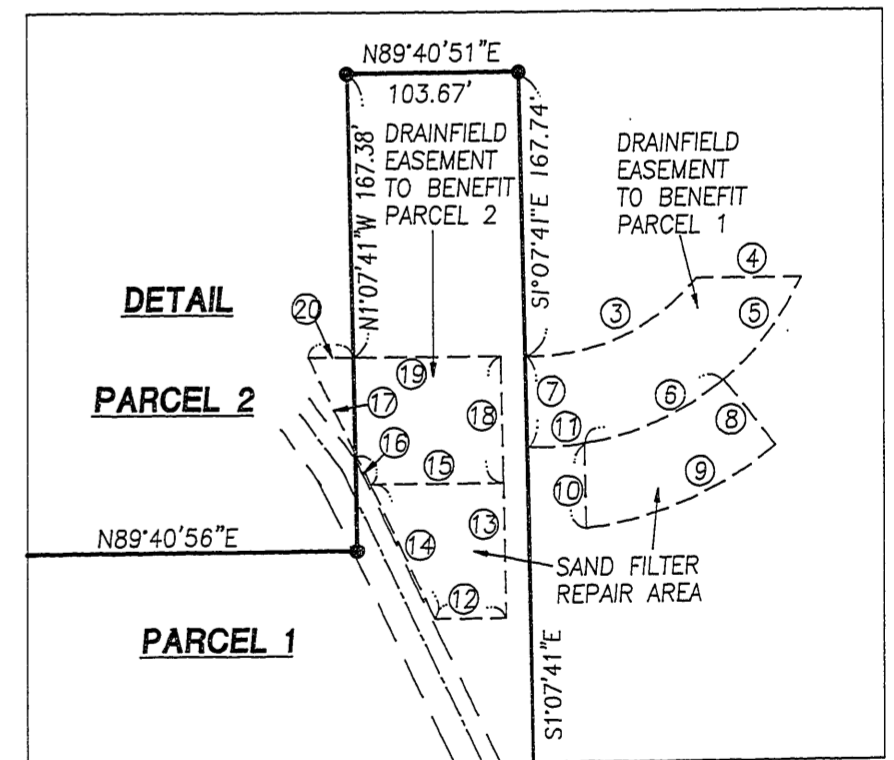 N89°40'51"E
103.67'
N1°07'41"W 167.38'
DRAINFIELD
EASEMENT
TO BENEFIT
PARCEL 2
S1°07'41"E 167.74'
DRAINFIELD
EASEMENT
TO BENEFIT
PARCEL 1
DETAIL
PARCEL 2
4
3
5
20
19
7
6
17
18
8
11
16
15
9
10
13
14
N89°40'56"E
SAND FILTER
REPAIR AREA
12
PARCEL 1
S1°07'41"E